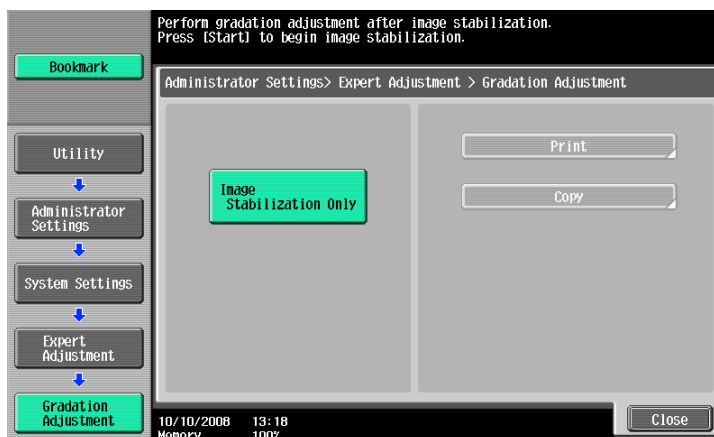 Perform gradation adjustment after image stabilization.
Press [Start] to begin image stabilization.
Bookmark
Administrator Settings> Expert Adjustment > Gradation Adjustment
Utility
Administrator
Settings
System Settings
Expert
Adjustment
Gradation
Adjustment
Image
Stabilization Only
Print
Copy
10/10/2008 13:18
Memory 100%
Close